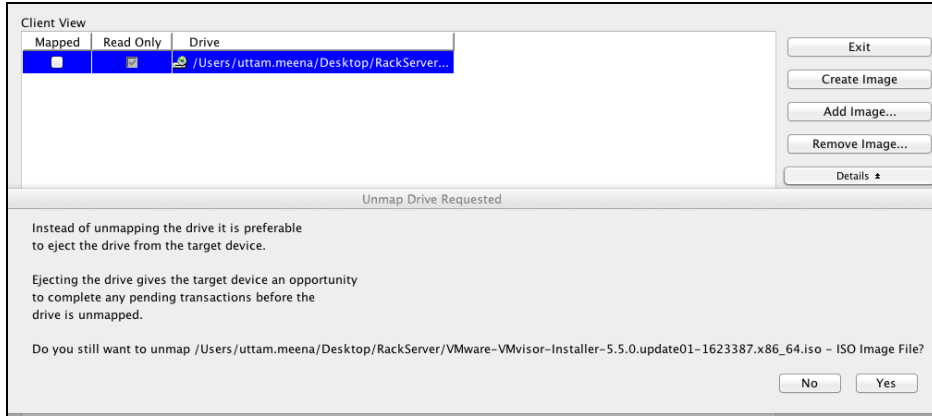 Client View
Mapped Read Only Drive
/Users/uttam.meena/Desktop/RackServer...
Exit
Create Image
Add Image...
Remove Image...
Details
Unmap Drive Requested
Instead of unmapping the drive it is preferable
to eject the drive from the target device.
Ejecting the drive gives the target device an opportunity
to complete any pending transactions before the
drive is unmapped.
Do you still want to unmap /Users/uttam.meena/Desktop/RackServer/VMware-VMvisor-Installer-5.5.0.update01-1623387.x86_64.iso - ISO Image File?
No Yes